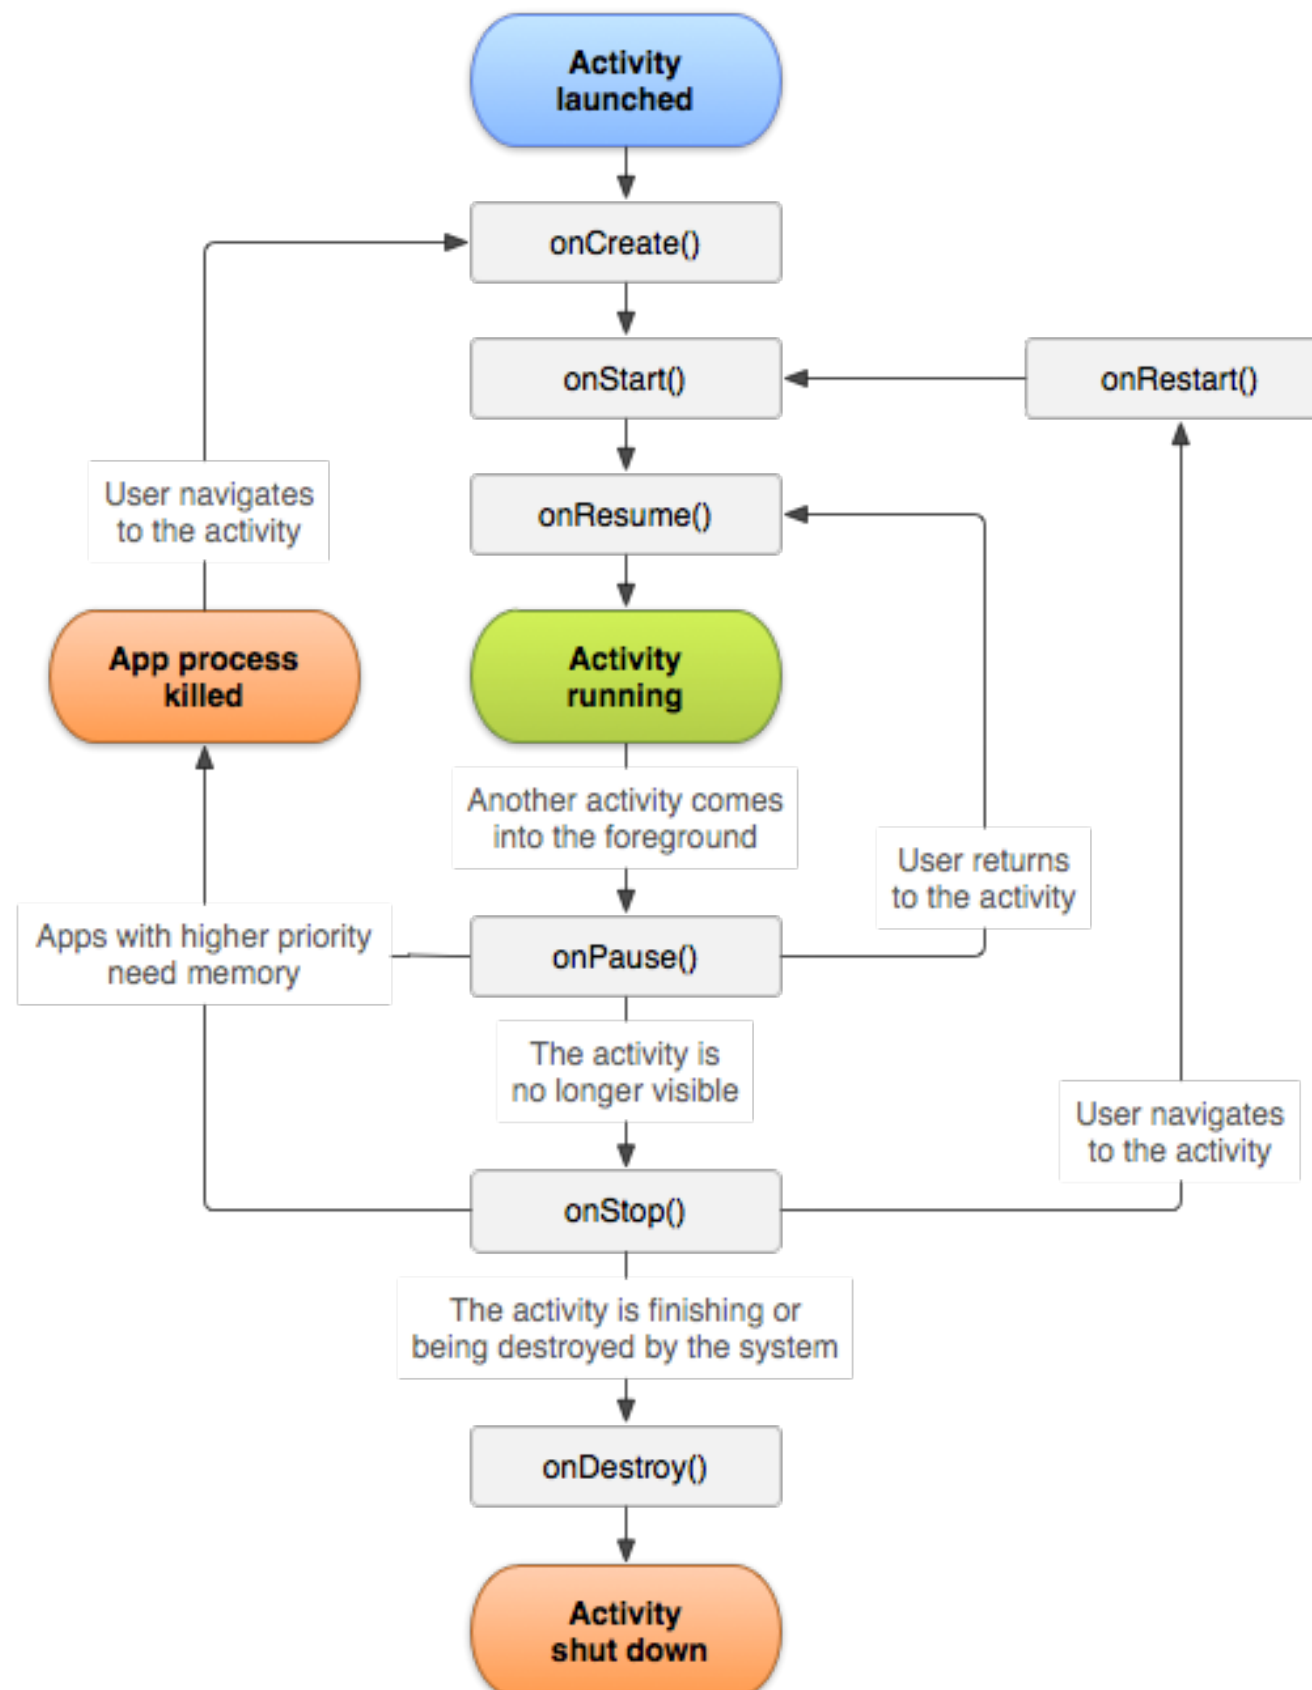 Activity
launched
onCreate()
onStart()
onRestart()
User navigates
to the activity
onResume()
App process
killed
Activity
running
Another activity comes
into the foreground
User returns
to the activity
Apps with higher priority
need memory
onPause()
The activity is
no longer visible
User navigates
to the activity
onStop()
The activity is finishing or
being destroyed by the system
onDestroy()
Activity
shut down